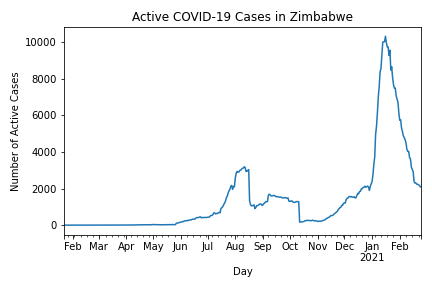 Active COVID-19 Cases in Zimbabwe
Number of Active Cases
10000
8000
6000
4000
2000
0
Feb Mar Apr May Jun Jul Aug Sep Oct Nov Dec Jan Feb
2021
Day